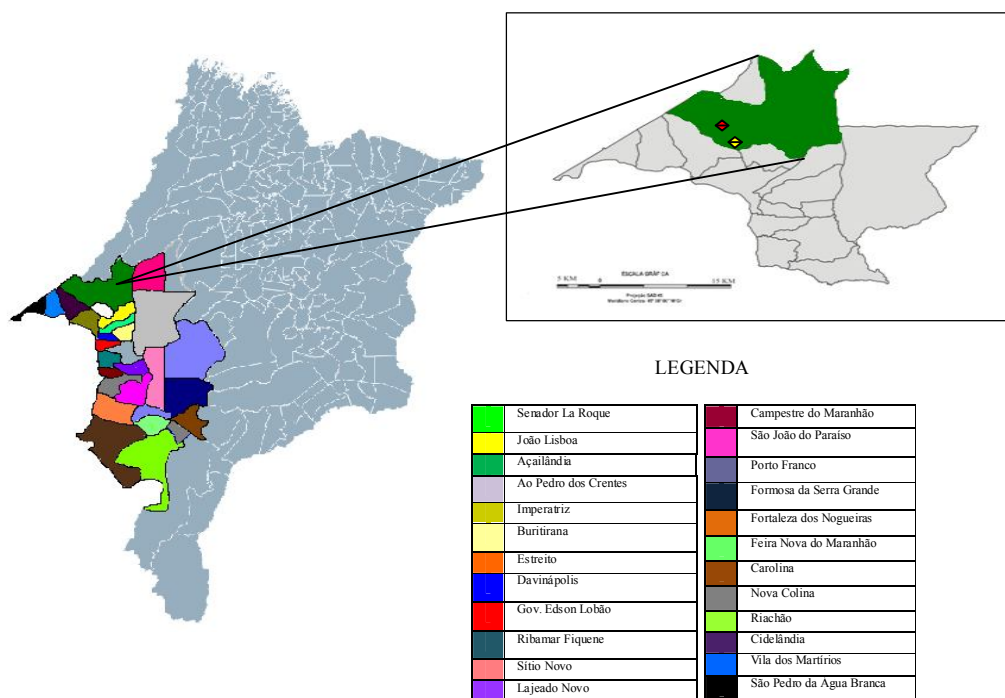 ESCALA GRÁFICA
5 KM 0 15 KM
LEGENDA
Senador La Roque
João Lisboa
Açailândia
Ao Pedro dos Crentes
Imperatriz
Buritirana
Estreito
Davinápolis
Gov. Edson Lobão
Ribamar Fiquene
Sítio Novo
Lajeado Novo
Campestre do Maranhão
São João do Paraiso
Porto Franco
Formosa da Serra Grande
Fortaleza dos Nogueiras
Feira Nova do Maranhão
Carolina
Nova Colina
Riachão
Cidelândia
Vila dos Martírios
São Pedro da Agua Branca